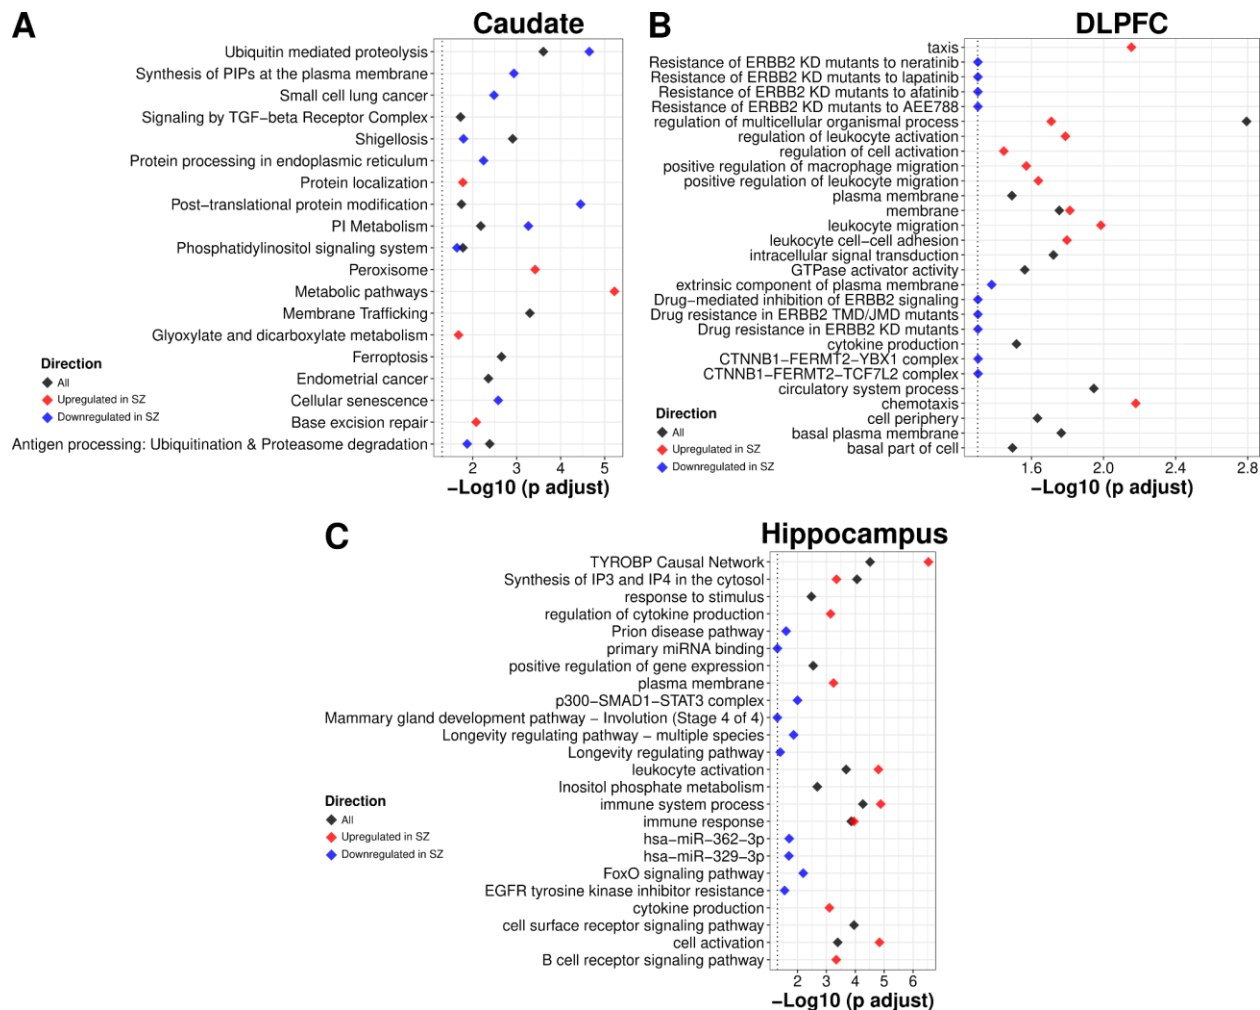 A
Caudate
Ubiquitin mediated proteolysis
Synthesis of PIPs at the plasma membrane
Small cell lung cancer
Signaling by TGF−beta Receptor Complex
Shigellosis
Protein processing in endoplasmic reticulum
Protein localization
Post−translational protein modification
PI Metabolism
Phosphatidylinositol signaling system
Peroxisome
Metabolic pathways
Membrane Trafficking
Glyoxylate and dicarboxylate metabolism
Ferroptosis
Endometrial cancer
Cellular senescence
Base excision repair
Antigen processing: Ubiquitination & Proteasome degradation
Direction
All
Upregulated in SZ
Downregulated in SZ
2 3 4 5
−Log10 (p adjust)
B
DLPFC
taxis
Resistance of ERBB2 KD mutants to neratinib
Resistance of ERBB2 KD mutants to lapatinib
Resistance of ERBB2 KD mutants to afatinib
Resistance of ERBB2 KD mutants to AEE788
regulation of multicellular organismal process
regulation of leukocyte activation
regulation of cell activation
positive regulation of macrophage migration
positive regulation of leukocyte migration
plasma membrane
membrane
leukocyte migration
leukocyte cell−cell adhesion
intracellular signal transduction
GTPase activator activity
extrinsic component of plasma membrane
Drug−mediated inhibition of ERBB2 signaling
Drug resistance in ERBB2 TMD/JMD mutants
Drug resistance in ERBB2 KD mutants
cytokine production
CTNNB1−FERMT2−YBX1 complex
CTNNB1−FERMT2−TCF7L2 complex
circulatory system process
chemotaxis
cell periphery
basal plasma membrane
basal part of cell
Direction
All
Upregulated in SZ
Downregulated in SZ
1.6 2.0 2.4 2.8
−Log10 (p adjust)
C
Hippocampus
TYROBP Causal Network
Synthesis of IP3 and IP4 in the cytosol
response to stimulus
regulation of cytokine production
Prion disease pathway
primary miRNA binding
positive regulation of gene expression
plasma membrane
p300−SMAD1−STAT3 complex
Mammary gland development pathway − Involution (Stage 4 of 4)
Longevity regulating pathway − multiple species
Longevity regulating pathway
leukocyte activation
Inositol phosphate metabolism
immune system process
immune response
hsa−miR−362−3p
hsa−miR−329−3p
FoxO signaling pathway
EGFR tyrosine kinase inhibitor resistance
cytokine production
cell surface receptor signaling pathway
cell activation
B cell receptor signaling pathway
Direction
All
Upregulated in SZ
Downregulated in SZ
2 3 4 5 6
−Log10 (p adjust)